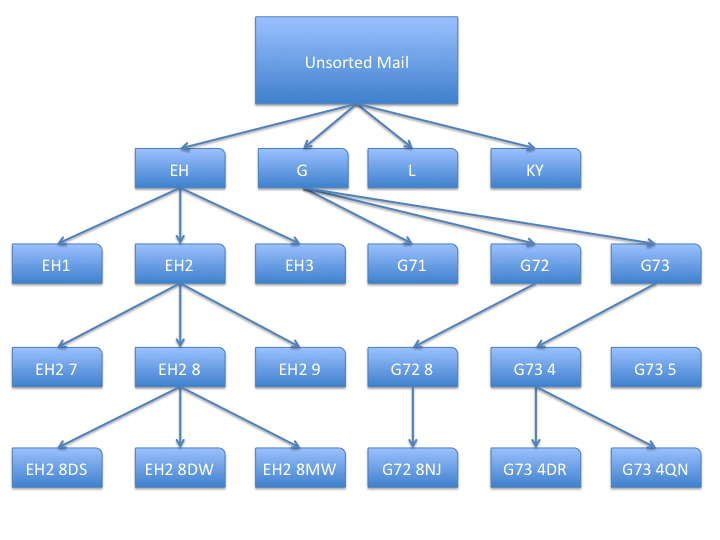 Unsorted Mail
EH
G
L
KY
EH1
EH2
EH3
G71
G72
G73
EH2 7
EH2 8
EH2 9
G72 8
G73 4
G73 5
EH2 8DS
EH2 8DW
EH2 8MW
G72 8NJ
G73 4DR
G73 4QN